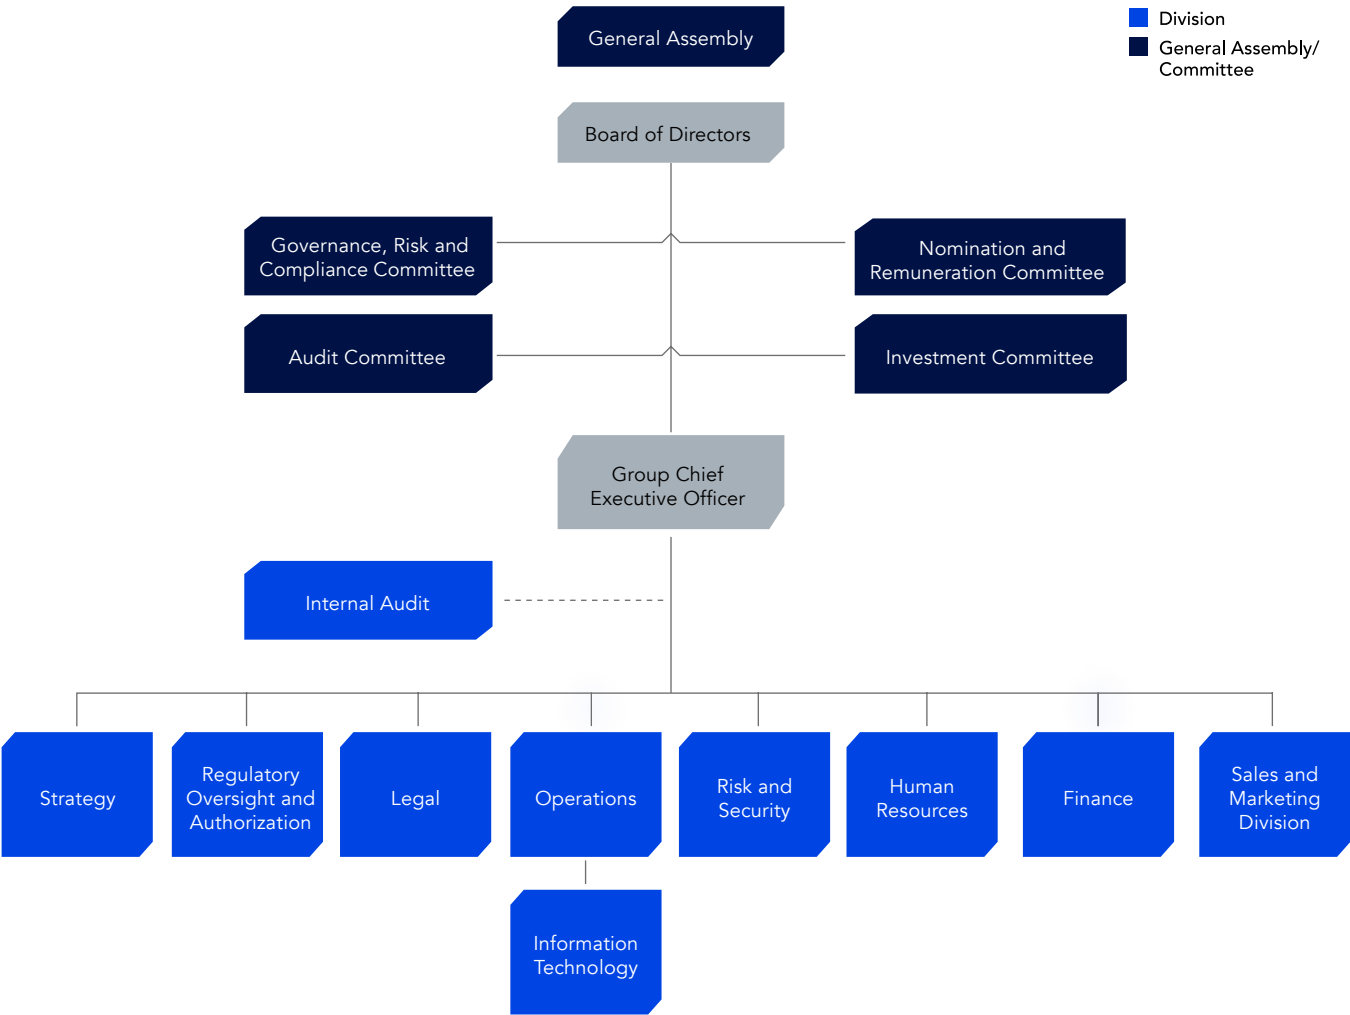 General Assembly
Division
General Assembly/
Committee
Board of Directors
Governance, Risk and
Compliance Committee
Nomination and
Remuneration Committee
Audit Committee
Investment Committee
Group Chief
Executive Officer
Internal Audit
Strategy
Regulatory
Oversight and
Authorization
Legal
Operations
Risk and
Security
Human
Resources
Finance
Sales and
Marketing
Division
Information
Technology